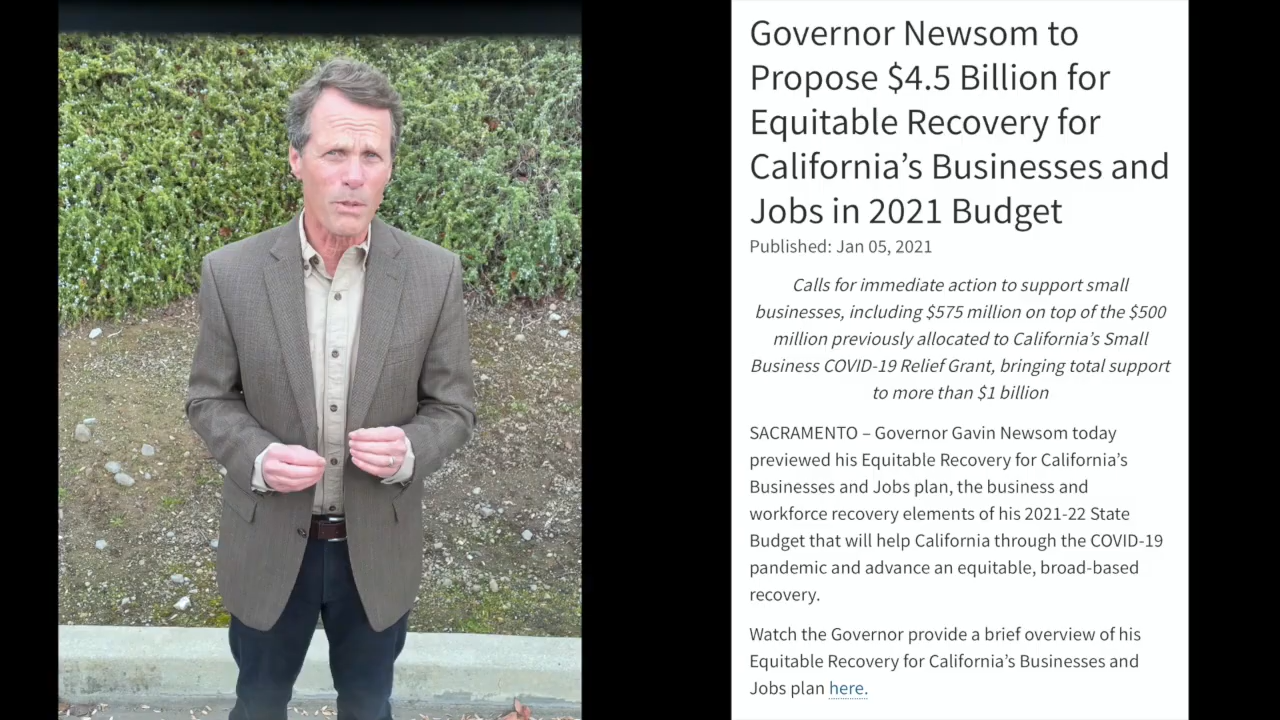 Governor Newsom to
Propose $4.5 Billion for
Equitable Recovery for
California’s Businesses and
Jobs in 2021 Budget
Published: Jan 05, 2021
Calls for immediate action to support small
businesses, including $575 million on top of the $500
million previously allocated to California’s Small
Business COVID-19 Relief Grant, bringing total support
to more than $1 billion
SACRAMENTO – Governor Gavin Newsom today
previewed his Equitable Recovery for California’s
Businesses and Jobs plan, the business and
workforce recovery elements of his 2021-22 State
Budget that will help California through the COVID-19
pandemic and advance an equitable, broad-based
recovery.
Watch the Governor provide a brief overview of his
Equitable Recovery for California’s Businesses and
Jobs plan here.